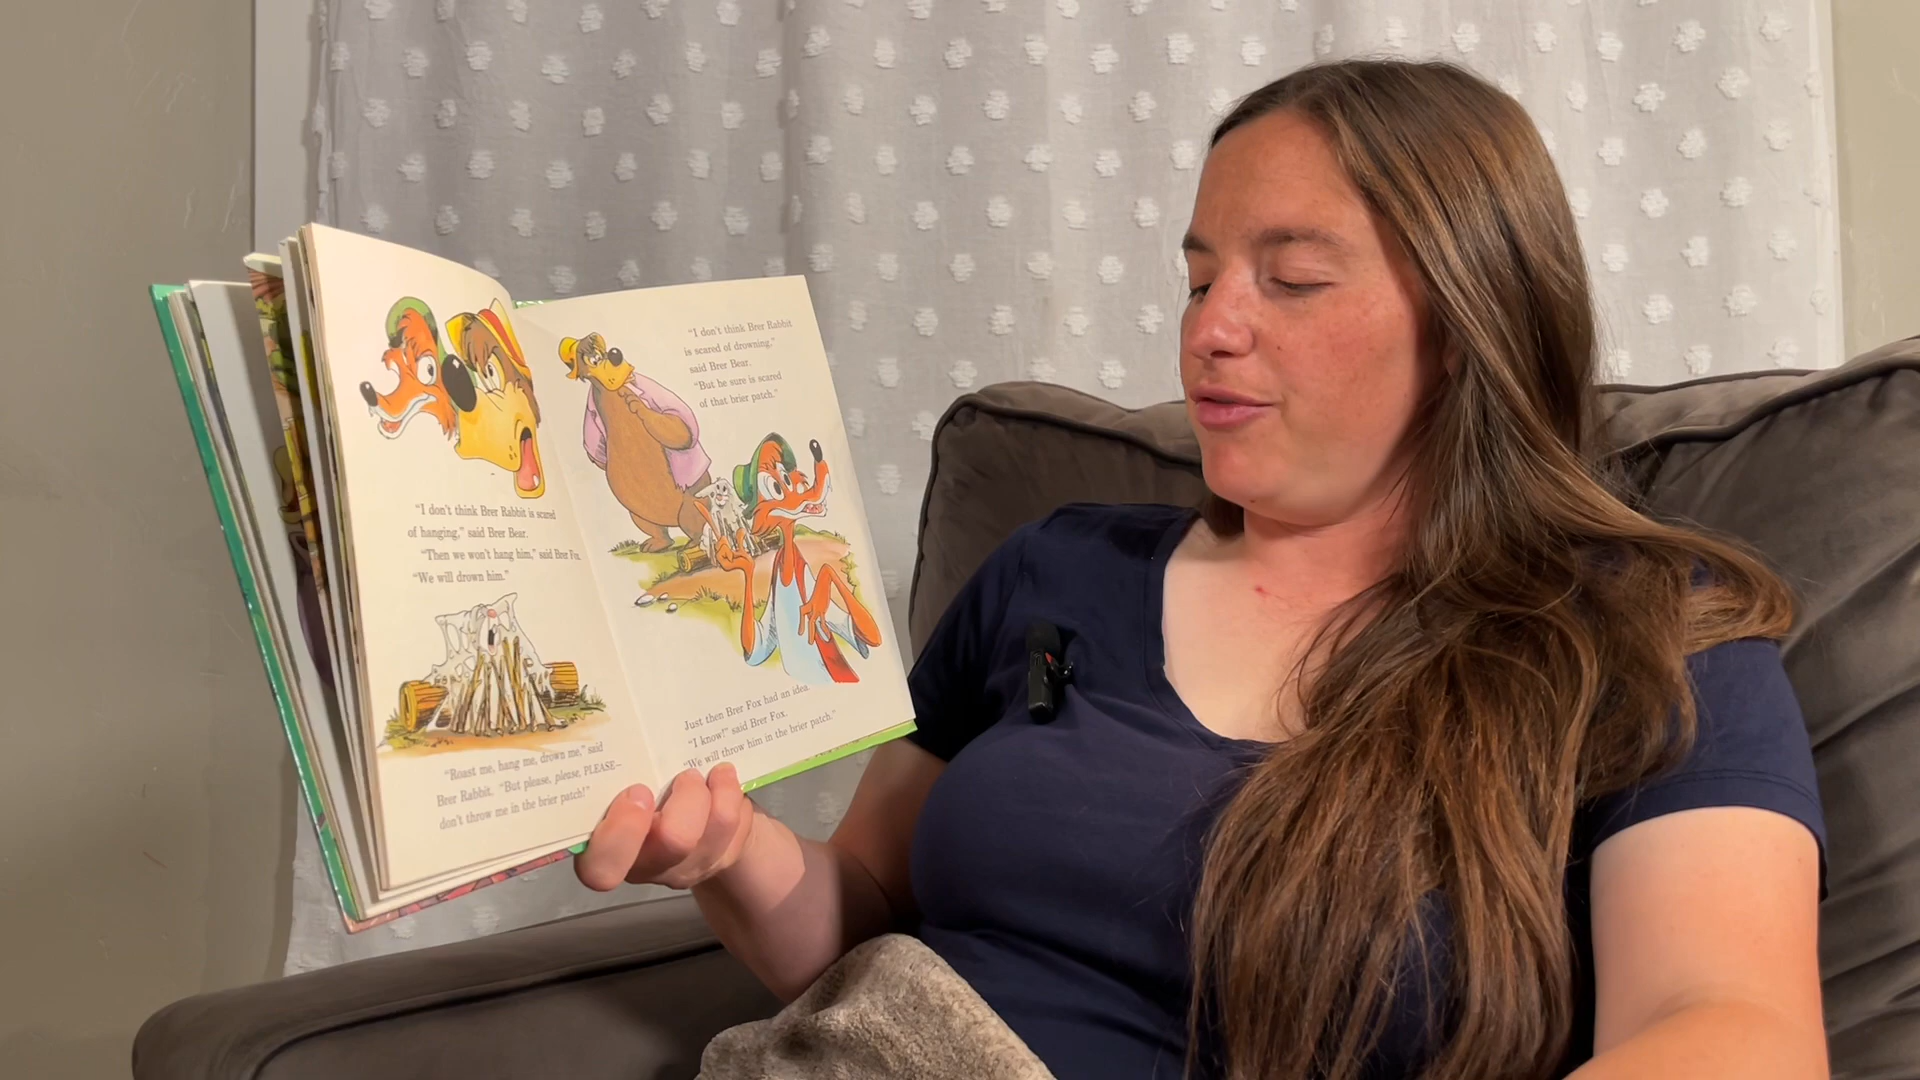 "I don't think Brer Rabbit is scared
of hanging," said Brer Bear.
"Then we won't hang him," said Brer Fox.
"We will drown him."
"Roast me, hang me, drown me," said
Brer Rabbit. "But please, please, PLEASE—
don't throw me in the brier patch!"
"I don't think Brer Rabbit
is scared of drowning,"
said Brer Bear.
"But he sure is scared
of that brier patch."
Just then Brer Fox had an idea.
"I know!" said Brer Fox.
"We will throw him in the brier patch."